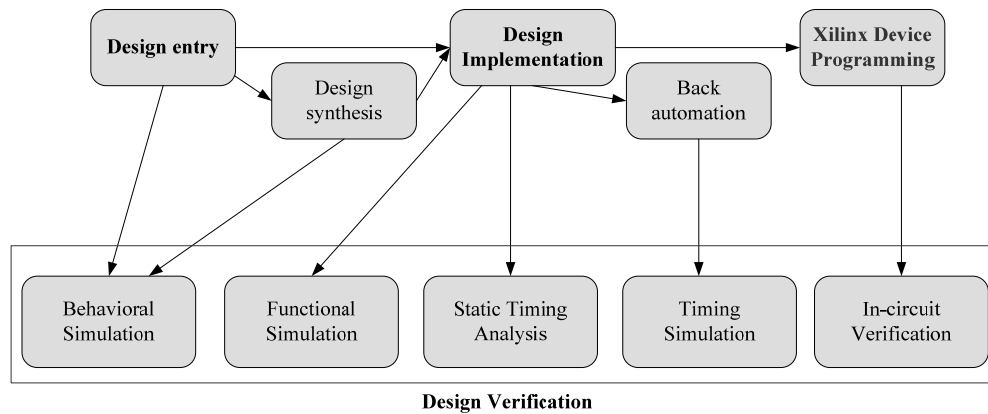 Design entry
Design
Implementation
Xilinx Device
Programming
Design
synthesis
Back
automation
Behavioral
Simulation
Functional
Simulation
Static Timing
Analysis
Timing
Simulation
In-circuit
Verification
Design Verification